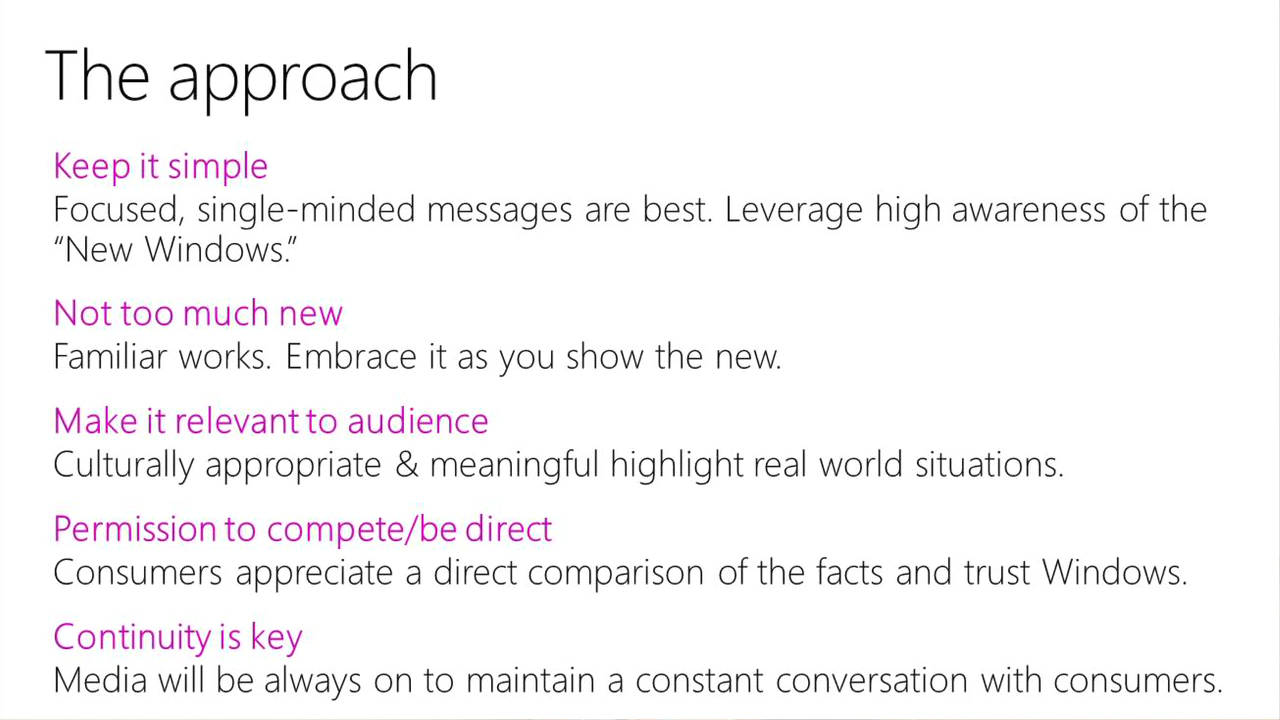 The approach
Keep it simple
Focused, single-minded messages are best. Leverage high awareness of the
“New Windows.”
Not too much new
Familiar works. Embrace it as you show the new.
Make it relevant to audience
Culturally appropriate & meaningful highlight real world situations.
Permission to compete/be direct
Consumers appreciate a direct comparison of the facts and trust Windows.
Continuity is key
Media will be always on to maintain a constant conversation with consumers.